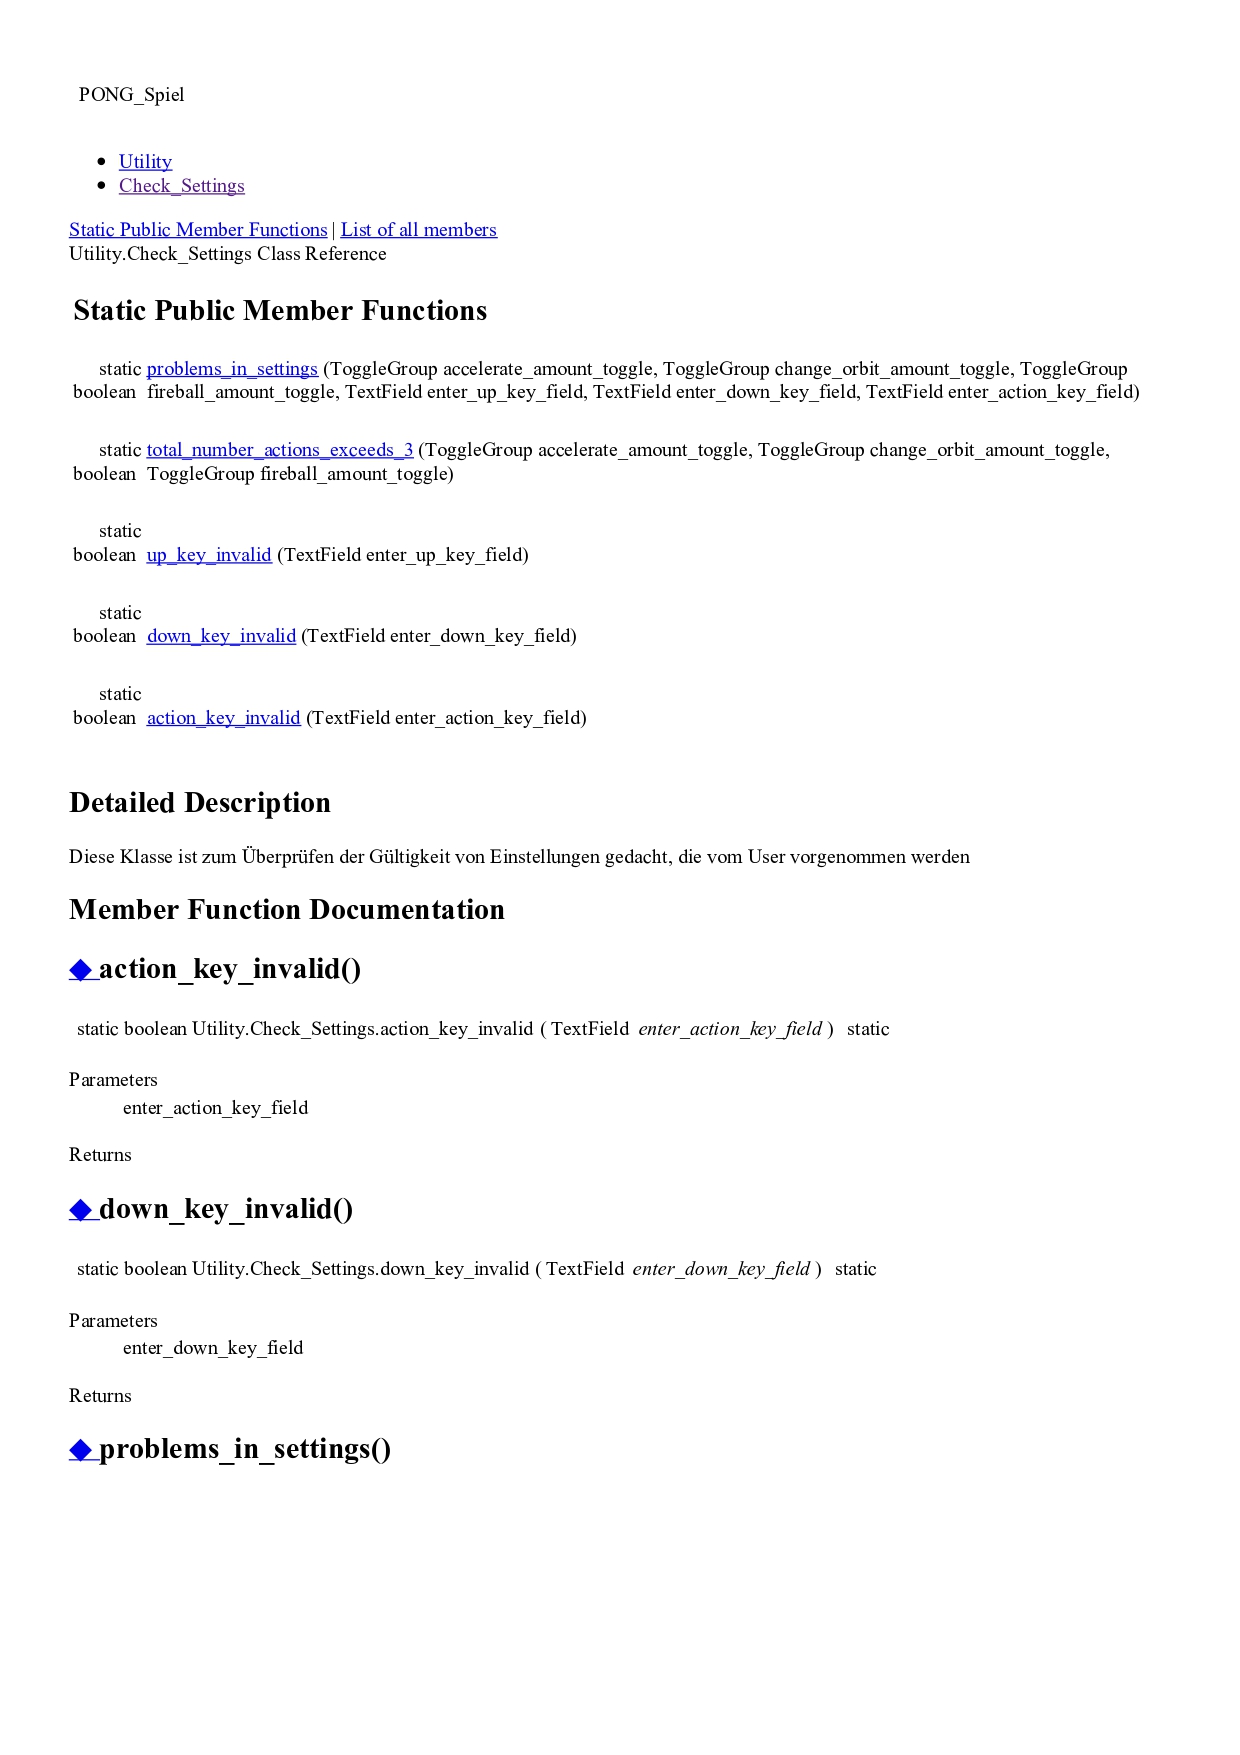 PONG_Spiel
• Utility
• Check_Settings
Static Public Member Functions | List of all members
Utility.Check_Settings Class Reference
Static Public Member Functions
static problems_in_settings (ToggleGroup accelerate_amount_toggle, ToggleGroup change_orbit_amount_toggle, ToggleGroup
boolean fireball_amount_toggle, TextField enter_up_key_field, TextField enter_down_key_field, TextField enter_action_key_field)
static total_number_actions_exceeds_3 (ToggleGroup accelerate_amount_toggle, ToggleGroup change_orbit_amount_toggle,
boolean ToggleGroup fireball_amount_toggle)
static
boolean up_key_invalid (TextField enter_up_key_field)
static
boolean down_key_invalid (TextField enter_down_key_field)
static
boolean action_key_invalid (TextField enter_action_key_field)
Detailed Description
Diese Klasse ist zum Überprüfen der Gültigkeit von Einstellungen gedacht, die vom User vorgenommen werden
Member Function Documentation
◆ action_key_invalid()
static boolean Utility.Check_Settings.action_key_invalid ( TextField enter_action_key_field ) static
Parameters
enter_action_key_field
Returns
◆ down_key_invalid()
static boolean Utility.Check_Settings.down_key_invalid ( TextField enter_down_key_field ) static
Parameters
enter_down_key_field
Returns
◆ problems_in_settings()